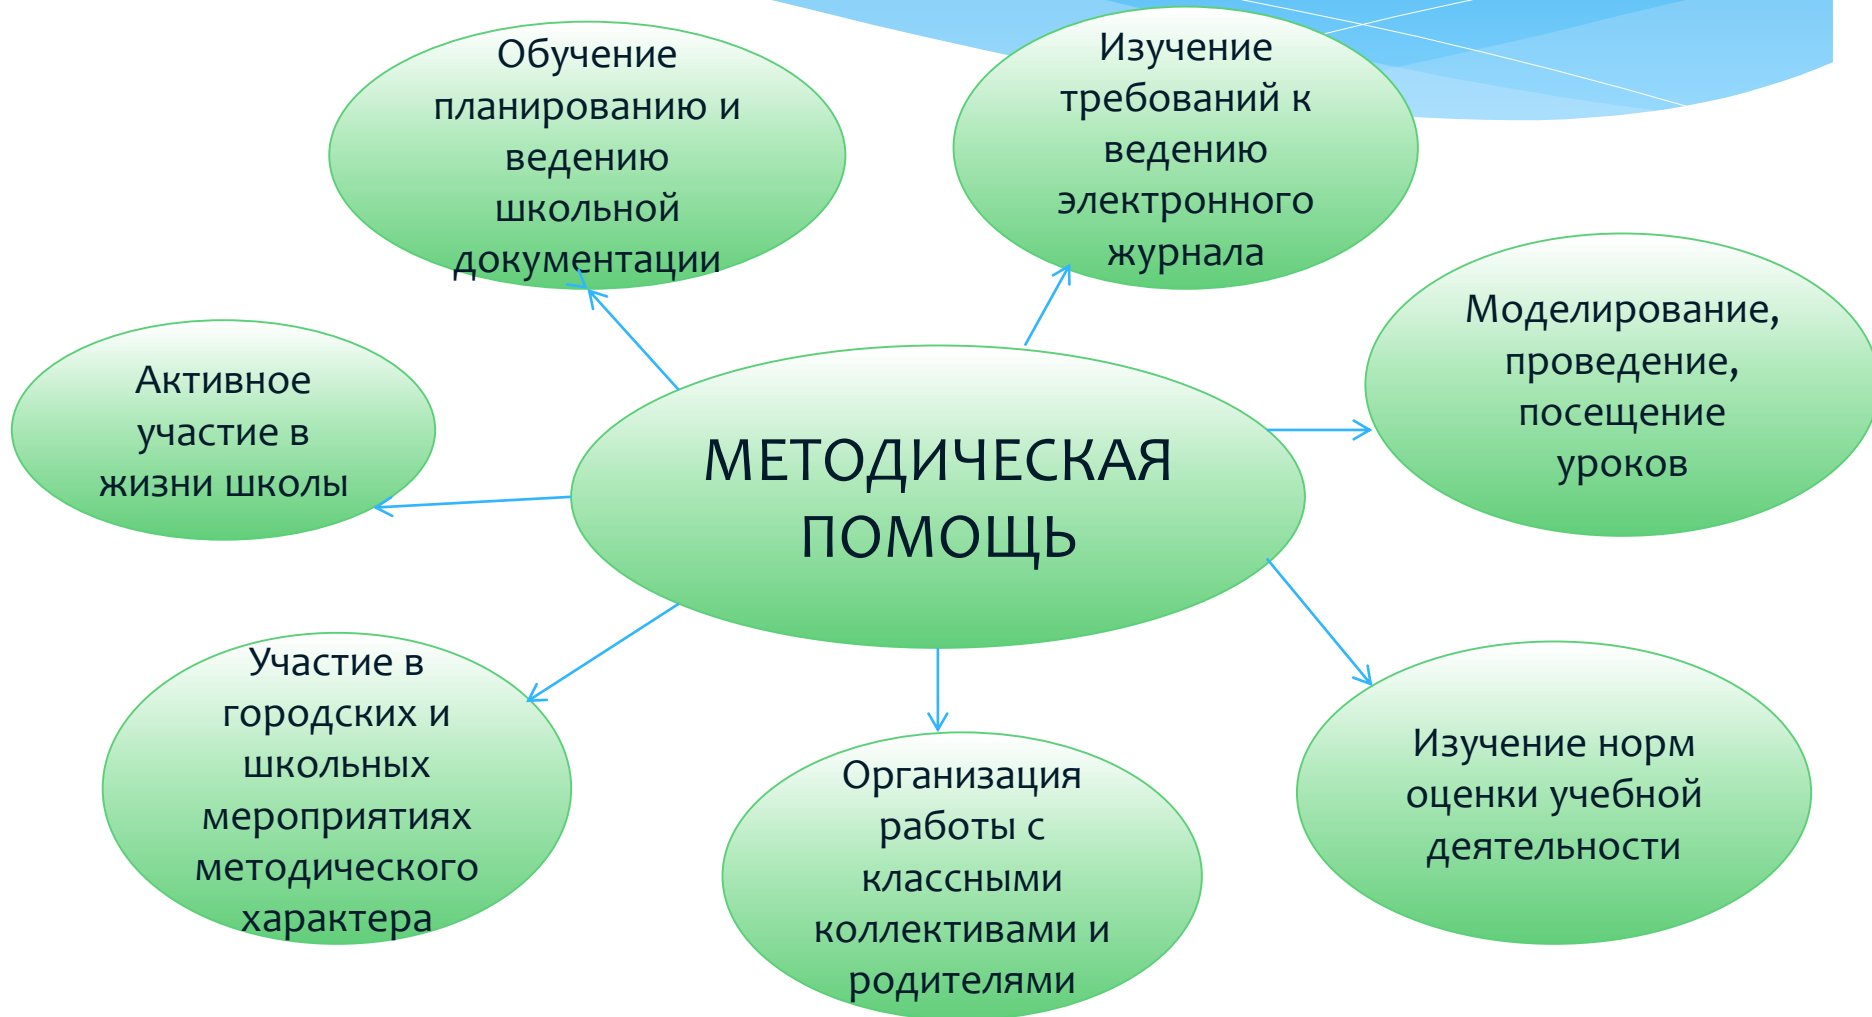 Обучение
планированию и
ведению
школьной
документации
Изучение
требований к
ведению
электронного
журнала
Моделирование,
проведение,
посещение
уроков
Активное
участие в
жизни школы
МЕТОДИЧЕСКАЯ
ПОМОЩЬ
Участие в
городских и
школьных
мероприятиях
методического
характера
Организация
работы с
классными
коллективами и
родителями
Изучение норм
оценки учебной
деятельности